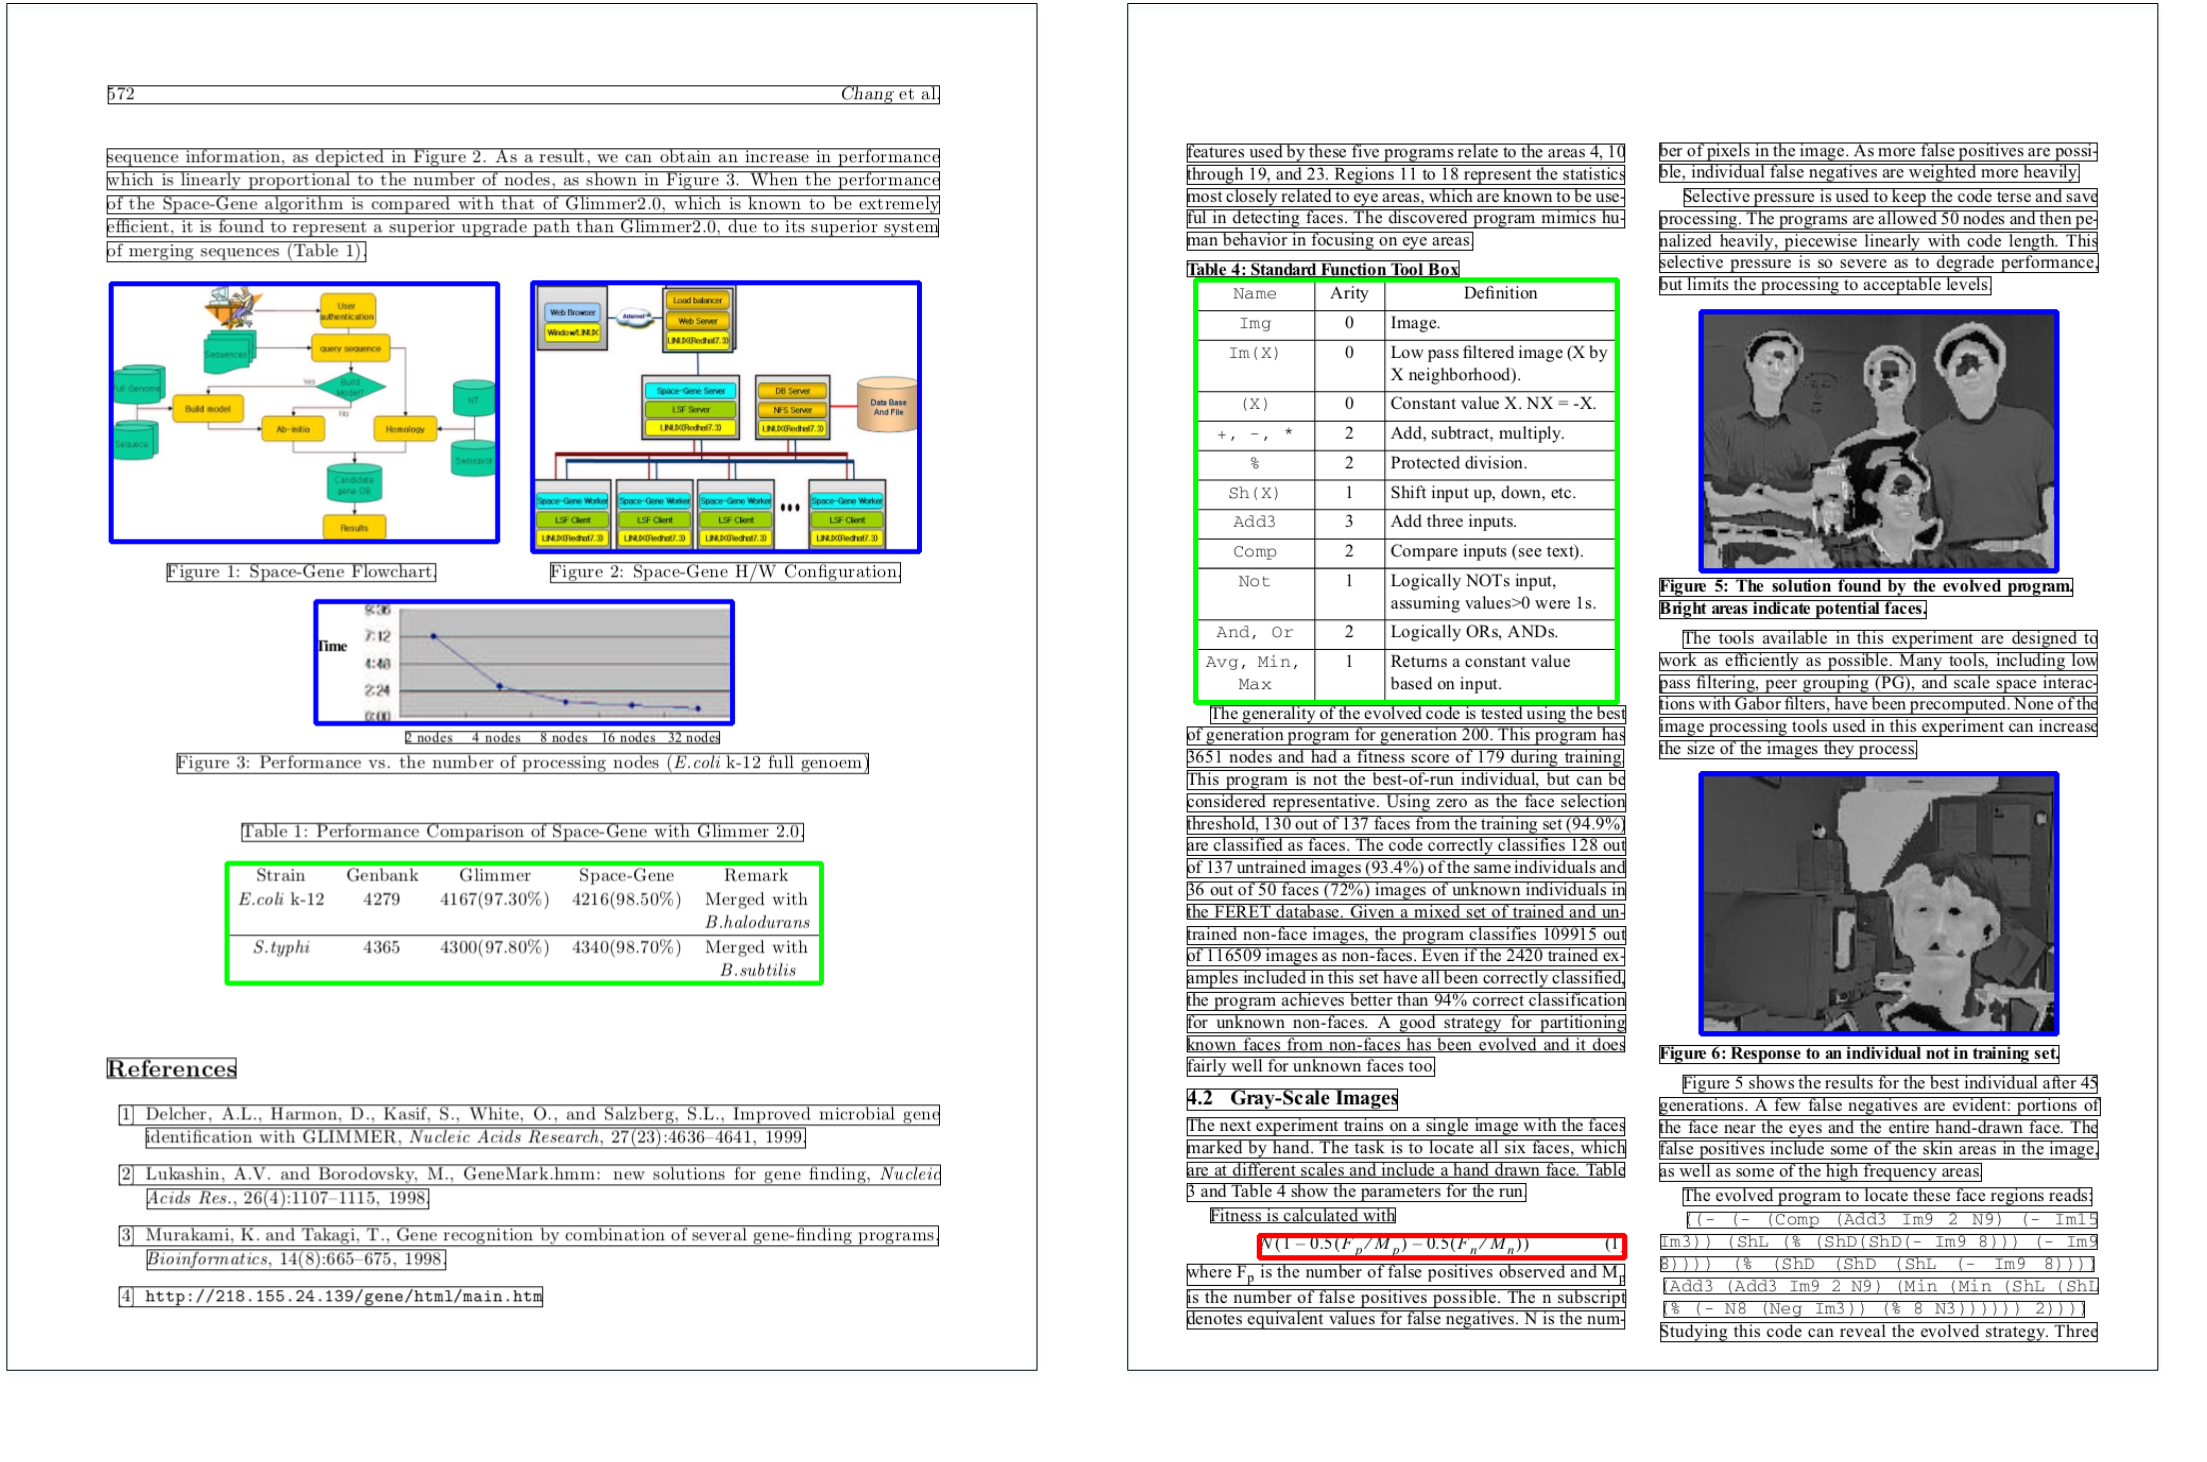 572 Chang et al.
sequence information, as depicted in Figure 2. As a result, we can obtain an increase in performance
which is linearly proportional to the number of nodes, as shown in Figure 3. When the performance
of the Space-Gene algorithm is compared with that of Glimmer2.0, which is known to be extremely
efficient, it is found to represent a superior upgrade path than Glimmer2.0, due to its superior system
of merging sequences (Table 1).
User
authentication
Sequences
query sequence
Full Genome
Yes
Build
Model?
No
NT
Build model
Sequece
Ab-initio
Homology
Swissprot
Candidate
gene DB
Results
Figure 1: Space-Gene Flowchart.
Web Browser
Window/LINUX
Internet
Load balancer
Web Server
LINUX(Redhat7.3)
Space-Gene Server
LSF Server
LINUX(Redhat7.3)
DB Server
NFS Server
LINUX(Redhat7.3)
Data Base
And File
Space-Gene Worker Space-Gene Worker Space-Gene Worker ••• Space-Gene Worker
LSF Client LSF Client LSF Client LSF Client
LINUX(Redhat7.3) LINUX(Redhat7.3) LINUX(Redhat7.3) LINUX(Redhat7.3)
Figure 2: Space-Gene H/W Configuration.
9:36
7:12
Time
4:48
2:24
0:00
2 nodes 4 nodes 8 nodes 16 nodes 32 nodes
Figure 3: Performance vs. the number of processing nodes (E.coli k-12 full genoem)
Table 1: Performance Comparison of Space-Gene with Glimmer 2.0.
Strain Genbank Glimmer Space-Gene Remark
E.coli k-12 4279 4167(97.30%) 4216(98.50%) Merged with
B.halodurans
S.typhi 4365 4300(97.80%) 4340(98.70%) Merged with
B.subtilis
References
[1] Delcher, A.L., Harmon, D., Kasif, S., White, O., and Salzberg, S.L., Improved microbial gene
identification with GLIMMER, Nucleic Acids Research, 27(23):4636–4641, 1999.
[2] Lukashin, A.V. and Borodovsky, M., GeneMark.hmm: new solutions for gene finding, Nucleic
Acids Res., 26(4):1107–1115, 1998.
[3] Murakami, K. and Takagi, T., Gene recognition by combination of several gene-finding programs,
Bioinformatics, 14(8):665–675, 1998.
[4] http://218.155.24.139/gene/html/main.htm
features used by these five programs relate to the areas 4, 10
through 19, and 23. Regions 11 to 18 represent the statistics
most closely related to eye areas, which are known to be use-
ful in detecting faces. The discovered program mimics hu-
man behavior in focusing on eye areas.
Table 4: Standard Function Tool Box
Name Arity Definition
Img 0 Image.
Im(X) 0 Low pass filtered image (X by
X neighborhood).
(X) 0 Constant value X. NX = -X.
+, -, * 2 Add, subtract, multiply.
% 2 Protected division.
Sh(X) 1 Shift input up, down, etc.
Add3 3 Add three inputs.
Comp 2 Compare inputs (see text).
Not 1 Logically NOTs input,
assuming values>0 were 1s.
And, Or 2 Logically ORs, ANDs.
Avg, Min, 1 Returns a constant value
Max based on input.
The generality of the evolved code is tested using the best
of generation program for generation 200. This program has
3651 nodes and had a fitness score of 179 during training.
This program is not the best-of-run individual, but can be
considered representative. Using zero as the face selection
threshold, 130 out of 137 faces from the training set (94.9%)
are classified as faces. The code correctly classifies 128 out
of 137 untrained images (93.4%) of the same individuals and
36 out of 50 faces (72%) images of unknown individuals in
the FERET database. Given a mixed set of trained and un-
trained non-face images, the program classifies 109915 out
of 116509 images as non-faces. Even if the 2420 trained ex-
amples included in this set have all been correctly classified,
the program achieves better than 94% correct classification
for unknown non-faces. A good strategy for partitioning
known faces from non-faces has been evolved and it does
fairly well for unknown faces too.
4.2 Gray-Scale Images
The next experiment trains on a single image with the faces
marked by hand. The task is to locate all six faces, which
are at different scales and include a hand drawn face. Table
3 and Table 4 show the parameters for the run.
Fitness is calculated with
N(1 – 0.5(Fp/Mp) – 0.5(Fn/Mn)) (1)
where Fp is the number of false positives observed and Mp
is the number of false positives possible. The n subscript
denotes equivalent values for false negatives. N is the num-
ber of pixels in the image. As more false positives are possi-
ble, individual false negatives are weighted more heavily.
Selective pressure is used to keep the code terse and save
processing. The programs are allowed 50 nodes and then pe-
nalized heavily, piecewise linearly with code length. This
selective pressure is so severe as to degrade performance,
but limits the processing to acceptable levels.
Figure 5: The solution found by the evolved program.
Bright areas indicate potential faces.
The tools available in this experiment are designed to
work as efficiently as possible. Many tools, including low
pass filtering, peer grouping (PG), and scale space interac-
tions with Gabor filters, have been precomputed. None of the
image processing tools used in this experiment can increase
the size of the images they process.
Figure 6: Response to an individual not in training set.
Figure 5 shows the results for the best individual after 45
generations. A few false negatives are evident: portions of
the face near the eyes and the entire hand-drawn face. The
false positives include some of the skin areas in the image,
as well as some of the high frequency areas.
The evolved program to locate these face regions reads:
((- (- (Comp (Add3 Im9 2 N9) (- Im15
Im3)) (ShL (% (ShD(ShD(- Im9 8))) (- Im9
8)))) (% (ShD (ShD (ShL (- Im9 8))))
(Add3 (Add3 Im9 2 N9) (Min (Min (ShL (ShL
(% (- N8 (Neg Im3)) (% 8 N3)))))) 2))))
Studying this code can reveal the evolved strategy. Three